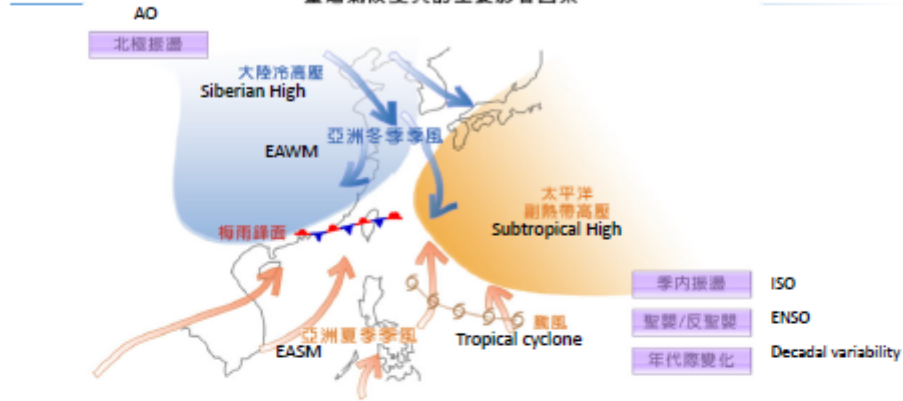 AO
北極振盪
大陸冷高壓
Siberian High
亞洲冬季季風
EAWM
太平洋
副熱帶高壓
Subtropical High
梅雨鋒面
季內振盪
ISO
聖嬰/反聖嬰
ENSO
年代際變化
Decadal variability
亞洲夏季季風
EASM
颱風
Tropical cyclone